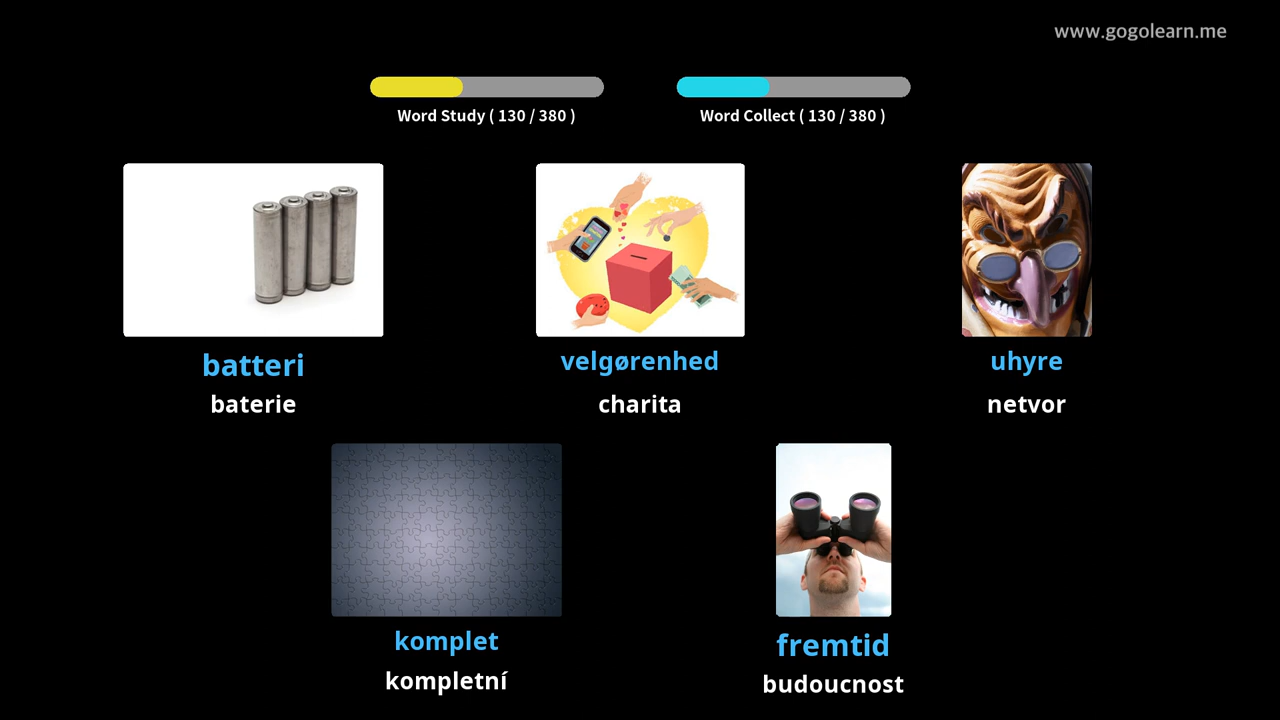 www.gogolearn.me
Word Study ( 130 / 380 )
Word Collect ( 130 / 380 )
batteri
baterie
velgørenhed
charita
uhyre
netvor
komplet
kompletní
fremtid
budoucnost